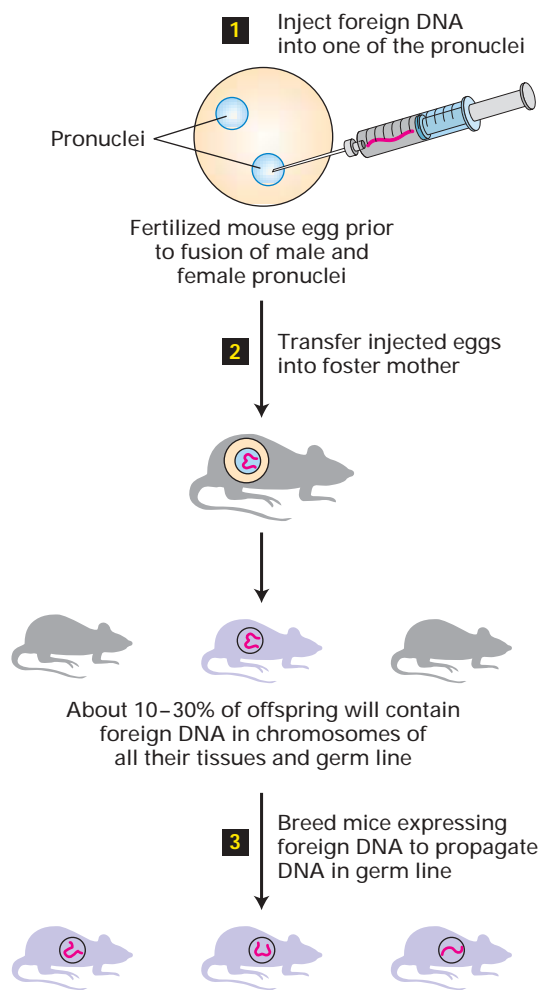 1
Inject foreign DNA
into one of the pronuclei
Pronuclei
Fertilized mouse egg prior
to fusion of male and
female pronuclei
2
Transfer injected eggs
into foster mother
About 10–30% of offspring will contain
foreign DNA in chromosomes of
all their tissues and germ line
3
Breed mice expressing
foreign DNA to propagate
DNA in germ line